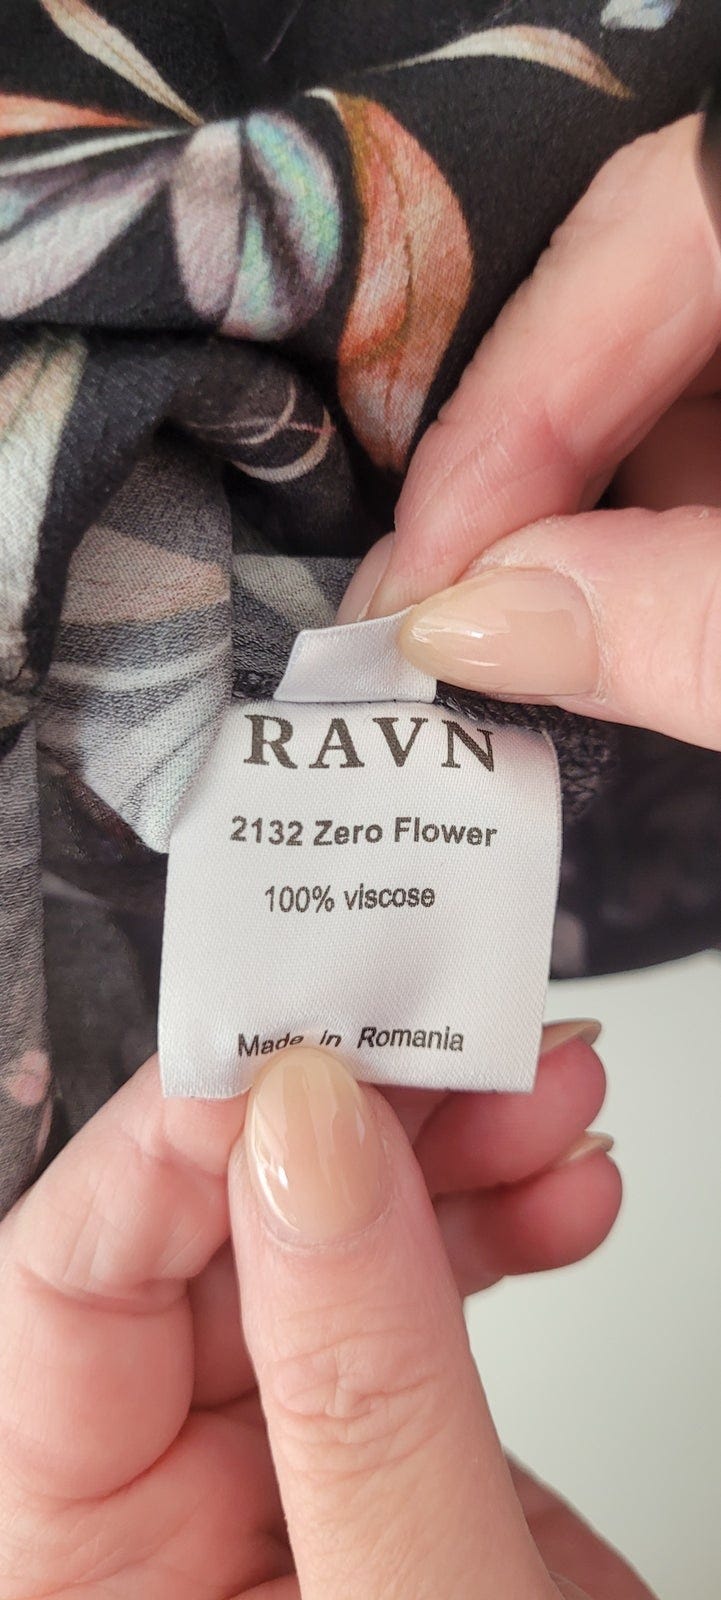 RAVN
2132 Zero Flower
100% viscose
Made in Romania